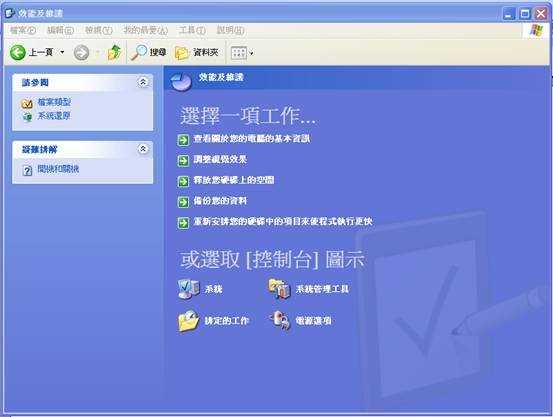 效能及維護
檔案(F) 編輯(E) 檢視(V) 我的最愛(A) 工具(T) 說明(H)
上一頁 搜尋 資料夾
請參閱
檔案類型
系統還原
疑難排解
開機和關機
效能及維護
選擇一項工作...
查看關於您的電腦的基本資訊
調整視覺效果
釋放您硬碟上的空間
備份您的資料
重新安排您的硬碟中的項目來使程式執行更快
或選取 [控制台] 圖示
系統 系統管理工具
排定的工作 電源選項